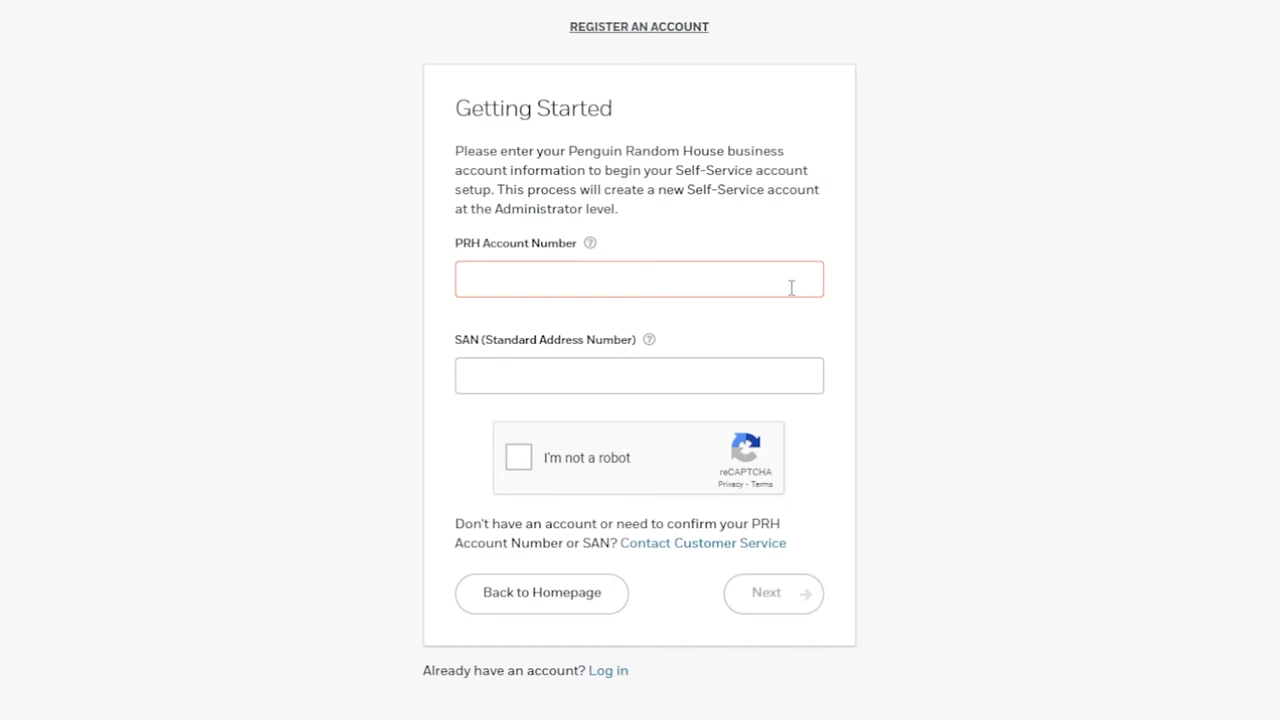 REGISTER AN ACCOUNT
Getting Started
Please enter your Penguin Random House business
account information to begin your Self-Service account
setup. This process will create a new Self-Service account
at the Administrator level.
PRH Account Number ?
SAN (Standard Address Number) ?
I'm not a robot
reCAPTCHA
Privacy - Terms
Don't have an account or need to confirm your PRH
Account Number or SAN? Contact Customer Service
Back to Homepage
Next
Already have an account? Log in